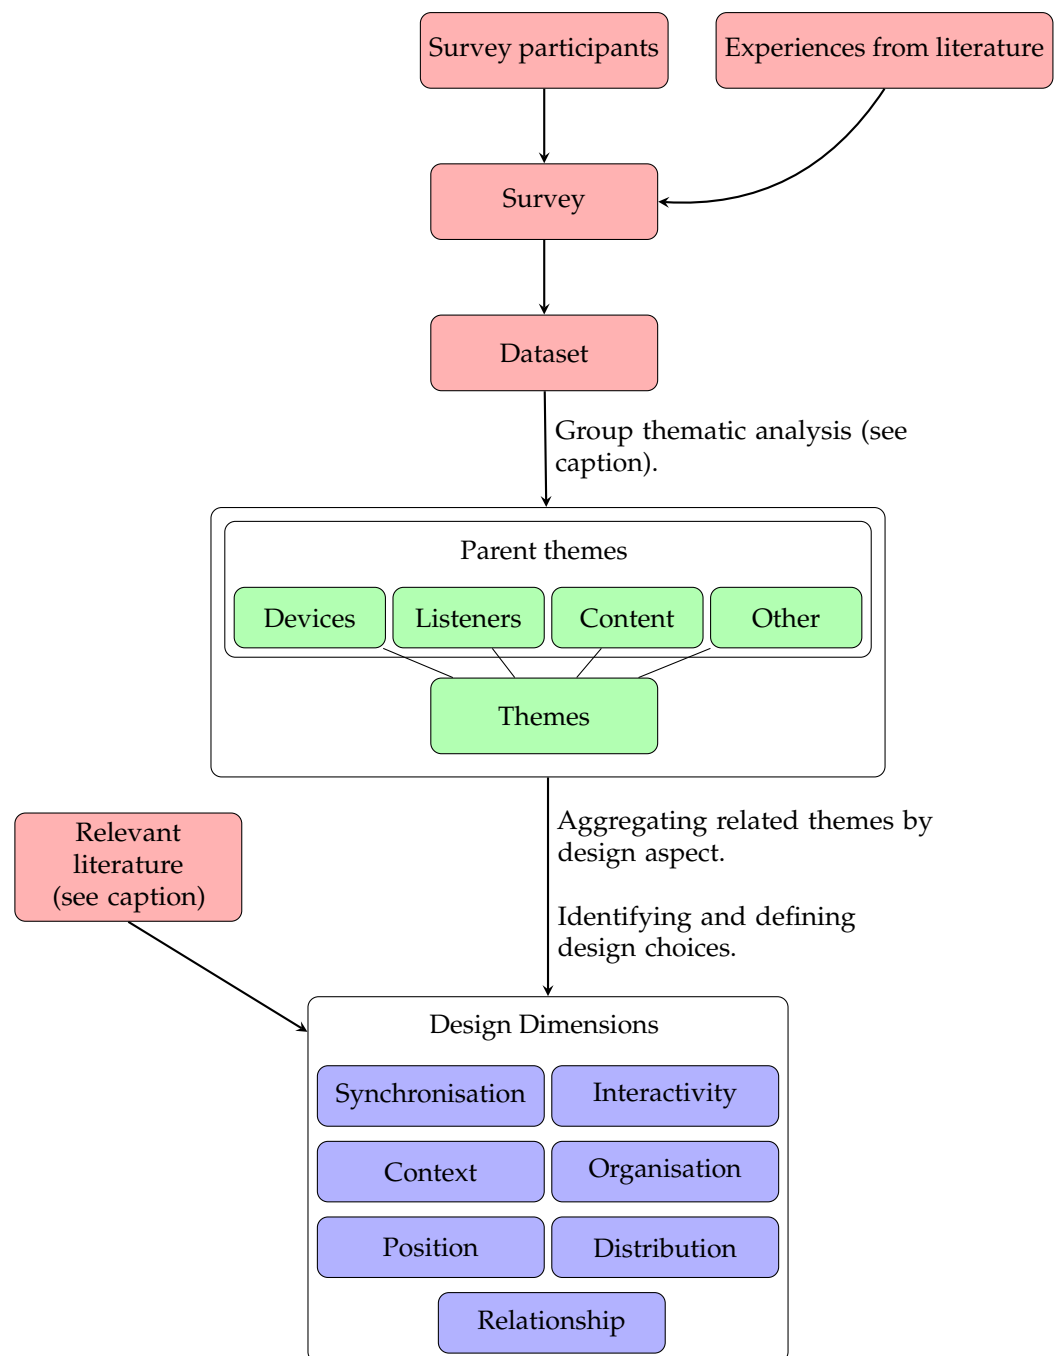 Survey participants
Experiences from literature
Survey
Dataset
Group thematic analysis (see
caption).
Parent themes
Devices
Listeners
Content
Other
Themes
Relevant
literature
(see caption)
Aggregating related themes by
design aspect.
Identifying and defining
design choices.
Design Dimensions
Synchronisation
Interactivity
Context
Organisation
Position
Distribution
Relationship